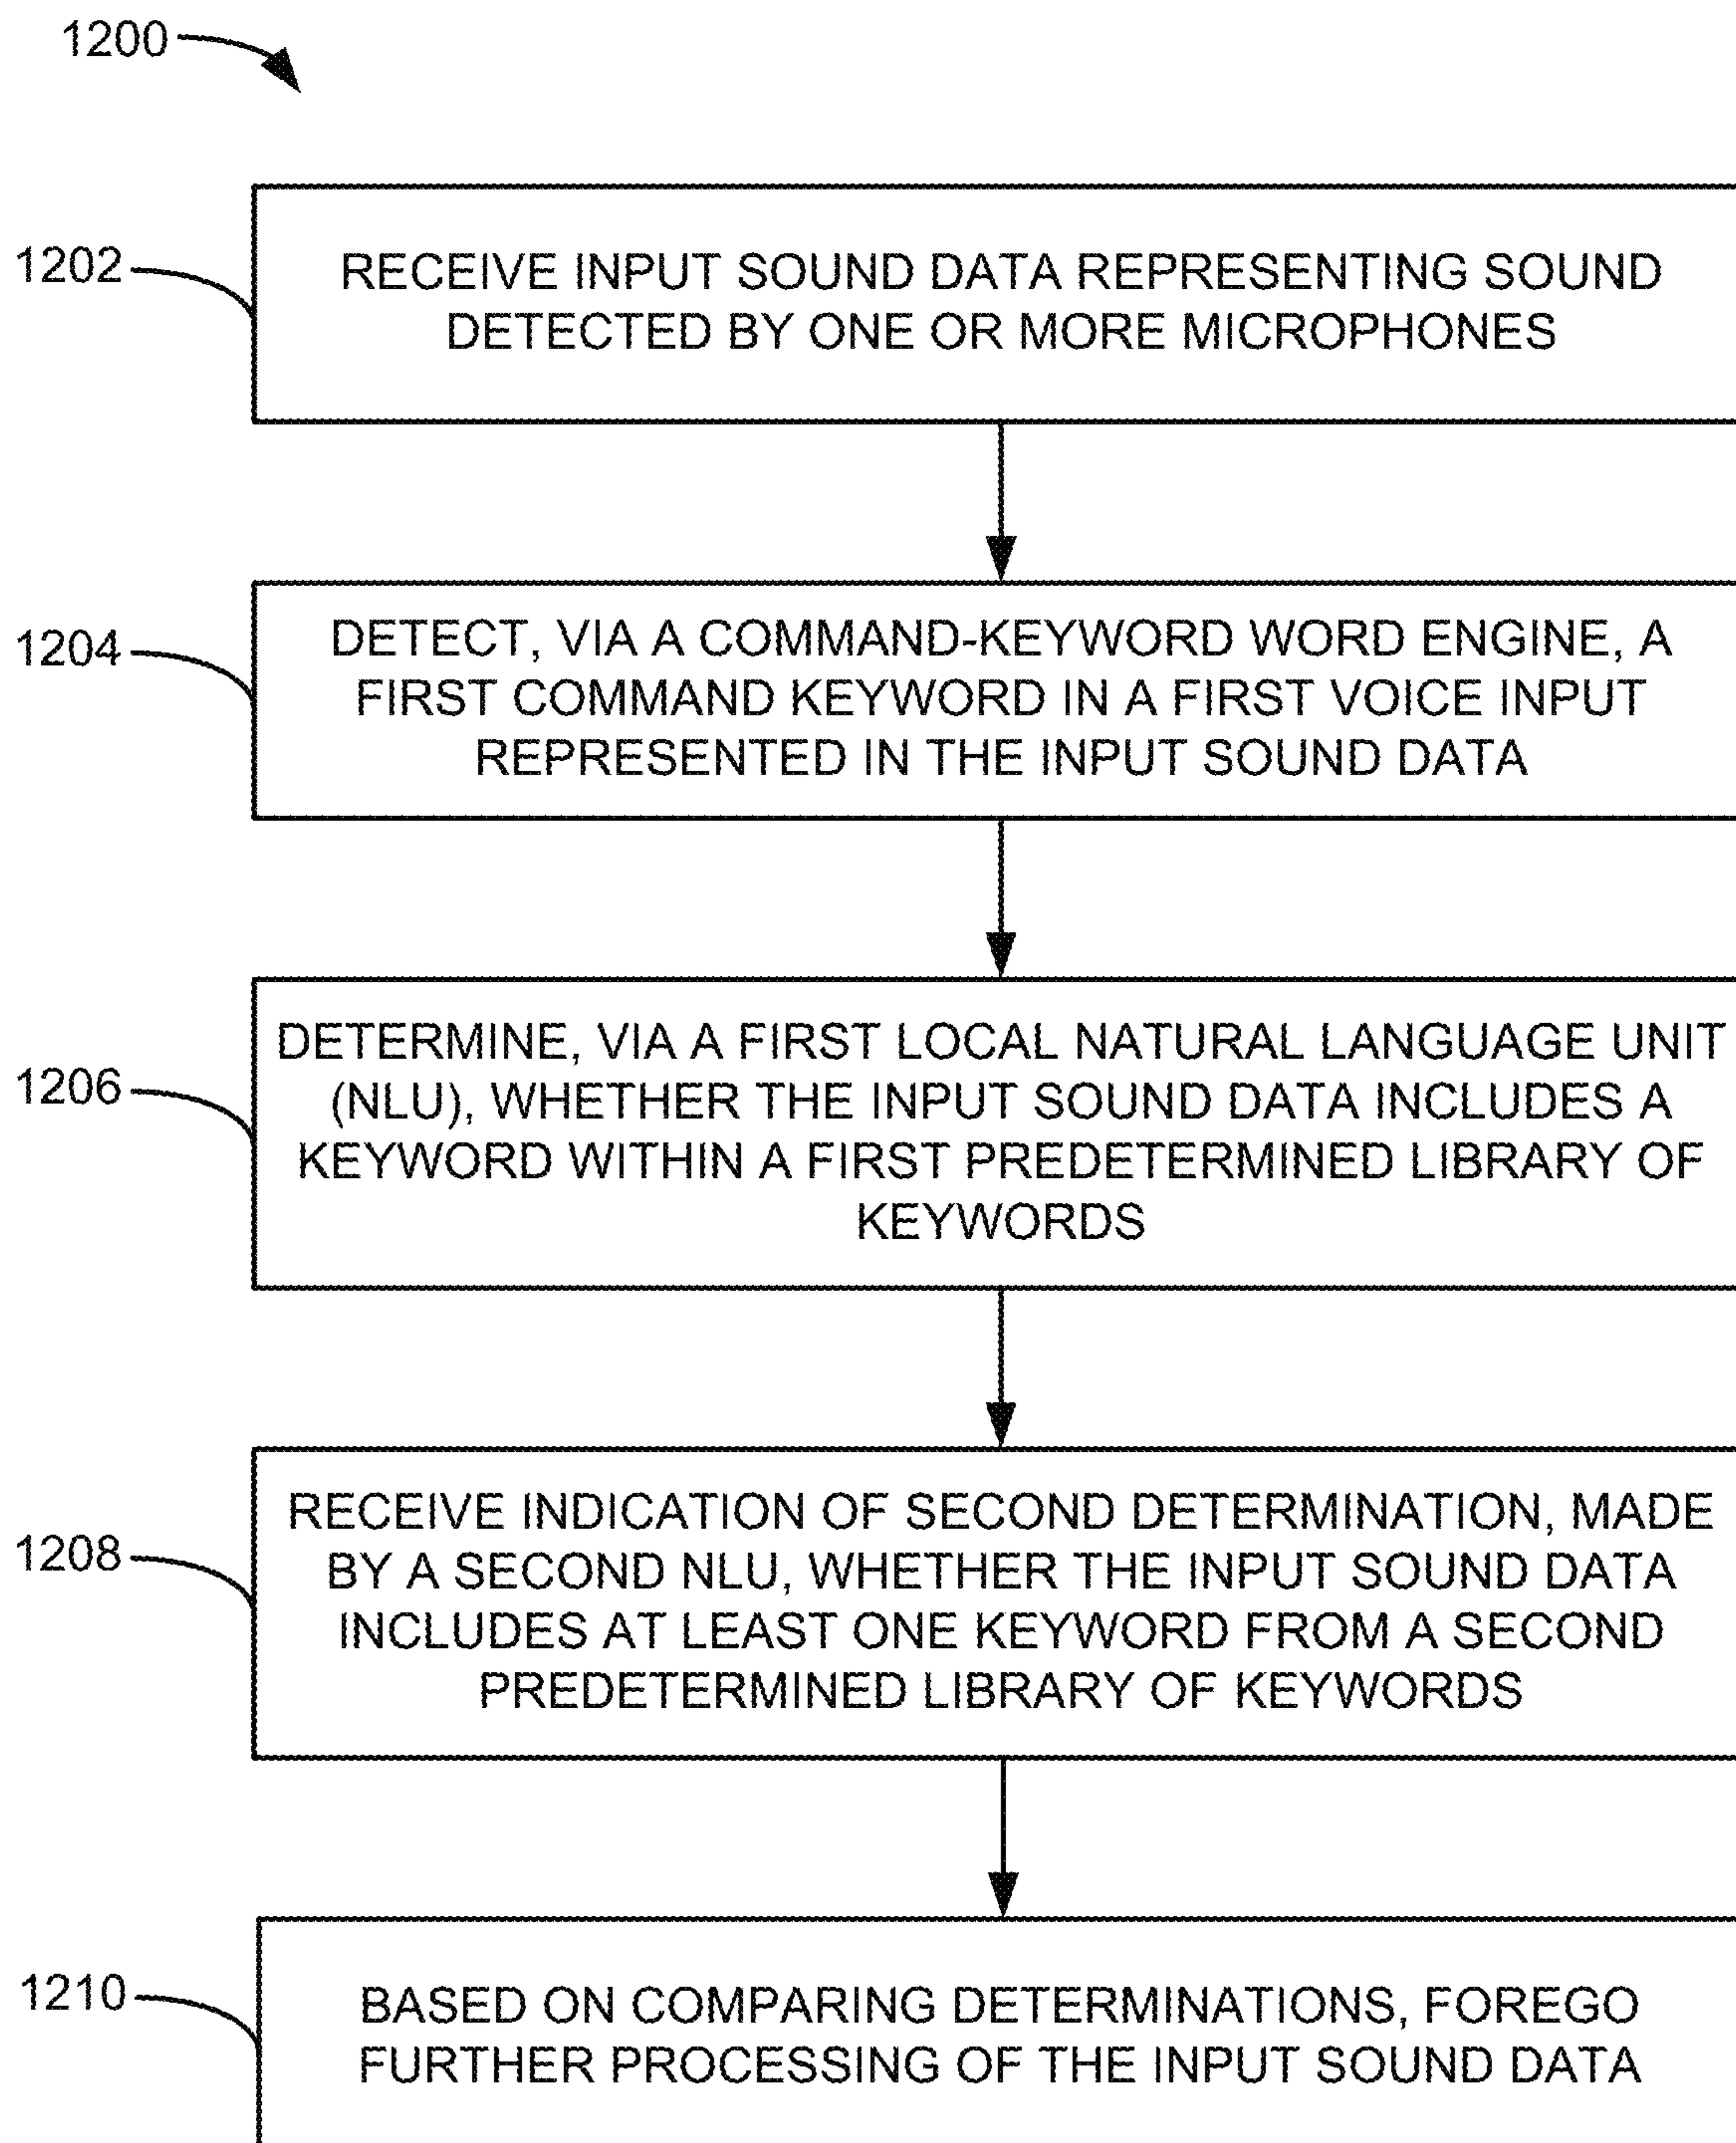 1200
1202
RECEIVE INPUT SOUND DATA REPRESENTING SOUND
DETECTED BY ONE OR MORE MICROPHONES
1204
DETECT, VIA A COMMAND-KEYWORD WORD ENGINE, A
FIRST COMMAND KEYWORD IN A FIRST VOICE INPUT
REPRESENTED IN THE INPUT SOUND DATA
1206
DETERMINE, VIA A FIRST LOCAL NATURAL LANGUAGE UNIT
(NLU), WHETHER THE INPUT SOUND DATA INCLUDES A
KEYWORD WITHIN A FIRST PREDETERMINED LIBRARY OF
KEYWORDS
1208
RECEIVE INDICATION OF SECOND DETERMINATION, MADE
BY A SECOND NLU, WHETHER THE INPUT SOUND DATA
INCLUDES AT LEAST ONE KEYWORD FROM A SECOND
PREDETERMINED LIBRARY OF KEYWORDS
1210
BASED ON COMPARING DETERMINATIONS, FOREGO
FURTHER PROCESSING OF THE INPUT SOUND DATA